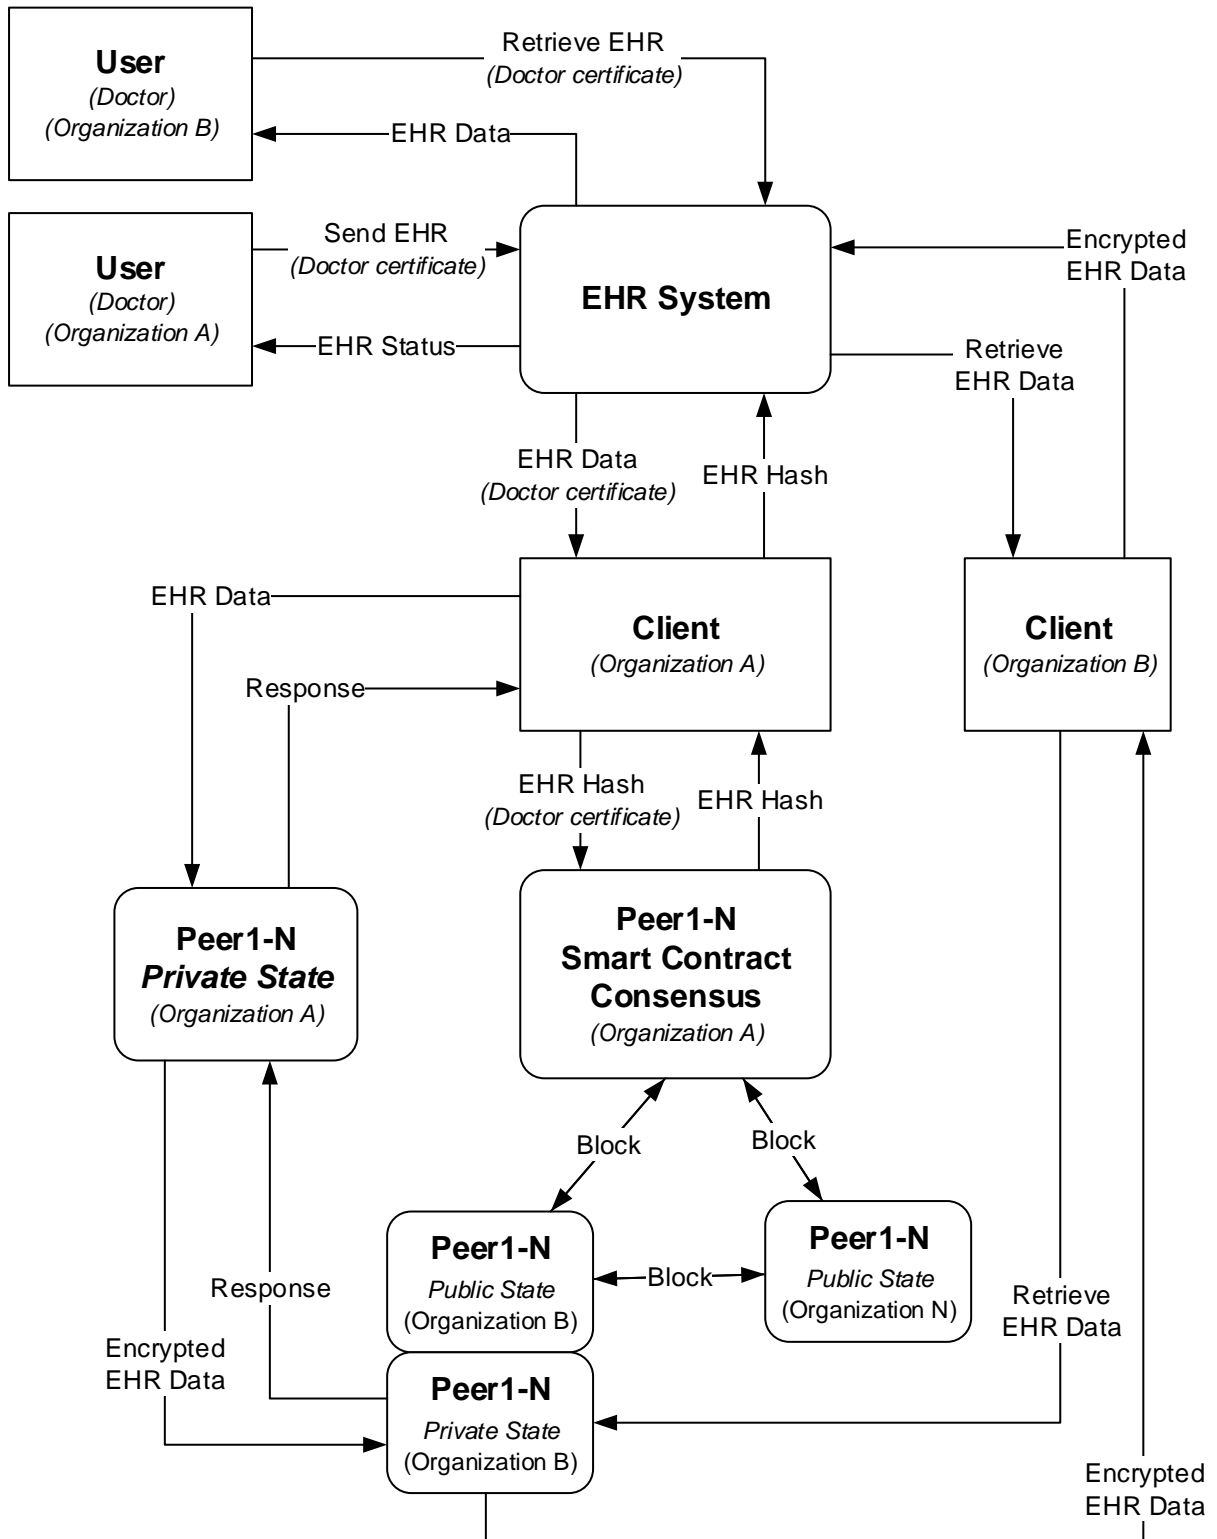 User
(Doctor)
(Organization B)
Retrieve EHR
(Doctor certificate)
EHR Data
User
(Doctor)
(Organization A)
Send EHR
(Doctor certificate)
EHR Status
EHR System
Encrypted
EHR Data
Retrieve
EHR Data
EHR Data
(Doctor certificate)
EHR Hash
EHR Data
Response
Client
(Organization A)
Client
(Organization B)
EHR Hash
(Doctor certificate)
EHR Hash
Peer1-N
Private State
(Organization A)
Peer1-N
Smart Contract
Consensus
(Organization A)
Block
Block
Peer1-N
Public State
(Organization B)
Block
Peer1-N
Public State
(Organization N)
Response
Encrypted
EHR Data
Peer1-N
Private State
(Organization B)
Retrieve
EHR Data
Encrypted
EHR Data